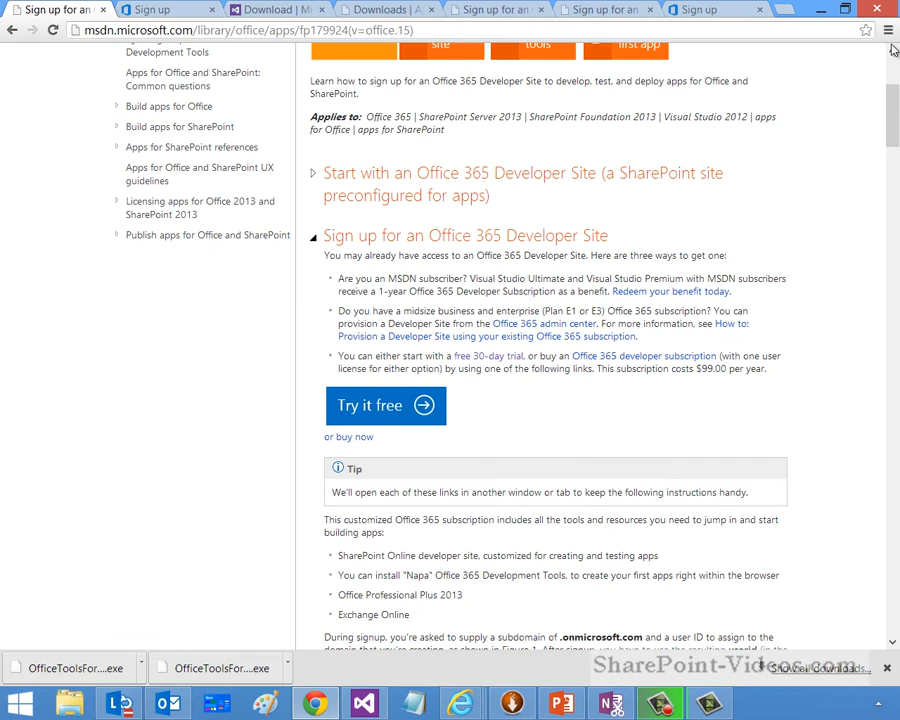 Sign up for an
Sign up
Download | Mi
Downloads | A
Sign up for an
Sign up for an
Sign up
msdn.microsoft.com/library/office/apps/fp179924(v=office.15)
Development Tools
Apps for Office and SharePoint:
Common questions
Build apps for Office
Build apps for SharePoint
Apps for SharePoint references
Apps for Office and SharePoint UX
guidelines
Licensing apps for Office 2013 and
SharePoint 2013
Publish apps for Office and SharePoint
site
tools
first app
Learn how to sign up for an Office 365 Developer Site to develop, test, and deploy apps for Office and
SharePoint.
Applies to: Office 365 | SharePoint Server 2013 | SharePoint Foundation 2013 | Visual Studio 2012 | apps
for Office | apps for SharePoint
Start with an Office 365 Developer Site (a SharePoint site
preconfigured for apps)
Sign up for an Office 365 Developer Site
You may already have access to an Office 365 Developer Site. Here are three ways to get one:
Are you an MSDN subscriber? Visual Studio Ultimate and Visual Studio Premium with MSDN subscribers
receive a 1-year Office 365 Developer Subscription as a benefit. Redeem your benefit today.
Do you have a midsize business and enterprise (Plan E1 or E3) Office 365 subscription? You can
provision a Developer Site from the Office 365 admin center. For more information, see How to:
Provision a Developer Site using your existing Office 365 subscription.
You can either start with a free 30-day trial, or buy an Office 365 developer subscription (with one user
license for either option) by using one of the following links. This subscription costs $99.00 per year.
Try it free
or buy now
Tip
We'll open each of these links in another window or tab to keep the following instructions handy.
This customized Office 365 subscription includes all the tools and resources you need to jump in and start
building apps:
SharePoint Online developer site, customized for creating and testing apps
You can install "Napa" Office 365 Development Tools, to create your first apps right within the browser
Office Professional Plus 2013
Exchange Online
During signup, you're asked to supply a subdomain of .onmicrosoft.com and a user ID to assign to the
OfficeToolsFor....exe
OfficeToolsFor....exe
Show all downloads...
SharePoint-Videos.com